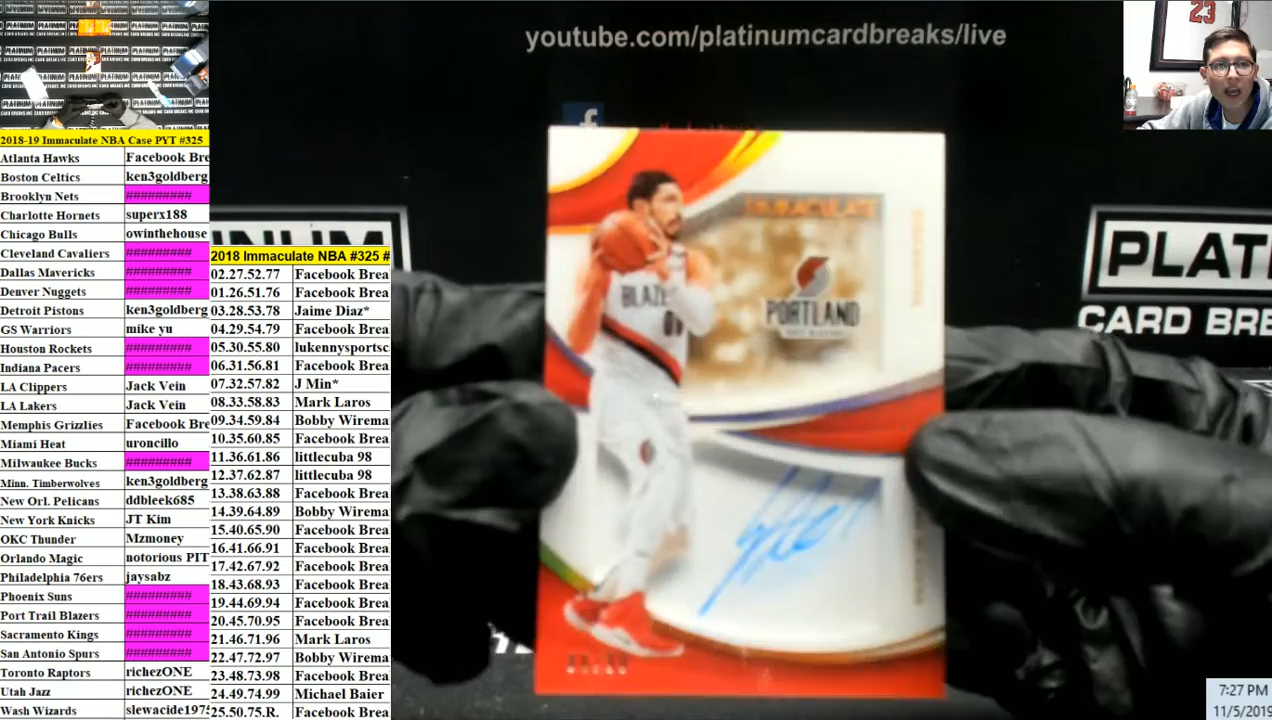 youtube.com/platinumcardbreaks/live
23
2018-19 Immaculate NBA Case PYT #325
Atlanta Hawks Facebook Bre
Boston Celtics ken3goldberg
Brooklyn Nets #########
Charlotte Hornets superx188
Chicago Bulls owinthehouse
Cleveland Cavaliers #########
Dallas Mavericks #########
Denver Nuggets #########
Detroit Pistons ken3goldberg
GS Warriors mike yu
Houston Rockets #########
Indiana Pacers #########
LA Clippers Jack Vein
LA Lakers Jack Vein
Memphis Grizzlies Facebook Bre
Miami Heat uroncillo
Milwaukee Bucks #########
Minn. Timberwolves ken3goldberg
New Orl. Pelicans ddbleek685
New York Knicks JT Kim
OKC Thunder Mzmoney
Orlando Magic notorious PIT
Philadelphia 76ers jaysabz
Phoenix Suns #########
Port Trail Blazers #########
Sacramento Kings #########
San Antonio Spurs #########
Toronto Raptors richezONE
Utah Jazz richezONE
Wash Wizards slewacide1975
2018 Immaculate NBA #325 #
02.27.52.77 Facebook Brea
01.26.51.76 Facebook Brea
03.28.53.78 Jaime Diaz*
04.29.54.79 Facebook Brea
05.30.55.80 lukennysportsc
06.31.56.81 Facebook Brea
07.32.57.82 J Min*
08.33.58.83 Mark Laros
09.34.59.84 Bobby Wirema
10.35.60.85 Facebook Brea
11.36.61.86 littlecuba 98
12.37.62.87 littlecuba 98
13.38.63.88 Facebook Brea
14.39.64.89 Bobby Wirema
15.40.65.90 Facebook Brea
16.41.66.91 Facebook Brea
17.42.67.92 Facebook Brea
18.43.68.93 Facebook Brea
19.44.69.94 Facebook Brea
20.45.70.95 Facebook Brea
21.46.71.96 Mark Laros
22.47.72.97 Bobby Wirema
23.48.73.98 Facebook Brea
24.49.74.99 Michael Baier
25.50.75.R. Facebook Brea
IMMACULATE
PORTLAND
BLAZE
00
PLATI
CARD BRE
7:27 PM
11/5/2019